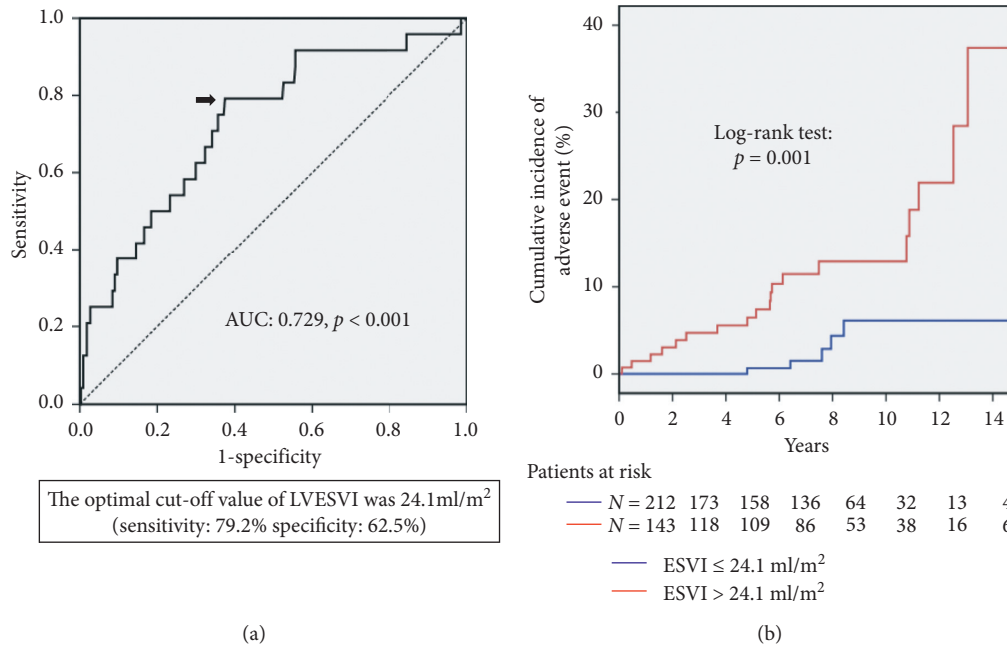 1.0
0.8
0.6
0.4
0.2
0.0
Sensitivity
AUC: 0.729, p < 0.001
0.0 0.2 0.4 0.6 0.8 1.0
1-specificity
The optimal cut-off value of LVESVI was 24.1ml/m²
(sensitivity: 79.2% specificity: 62.5%)
(a)
40
30
20
10
0
Cumulative incidence of
adverse event (%)
Log-rank test:
p = 0.001
0 2 4 6 8 10 12 14
Years
Patients at risk
N = 212 173 158 136 64 32 13 4
N = 143 118 109 86 53 38 16 6
ESVI ≤ 24.1 ml/m²
ESVI > 24.1 ml/m²
(b)